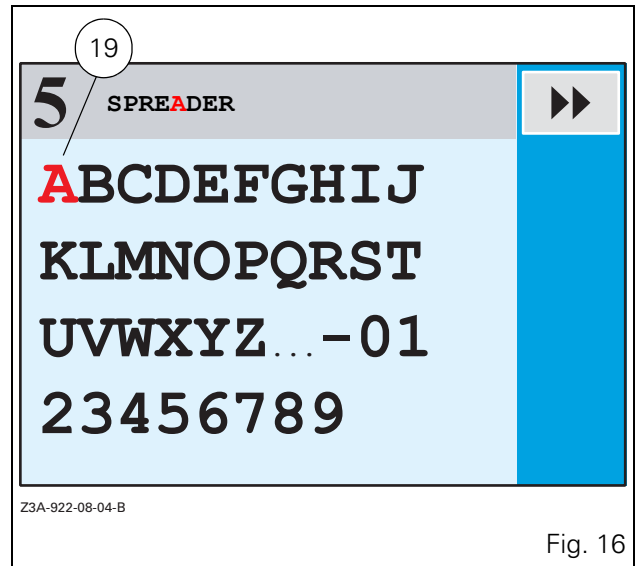 19
5 SPREADER
ABCDEFGHIJ
KLMNOPQRST
UVWXYZ...-01
23456789
Z3A-922-08-04-B
Fig. 16